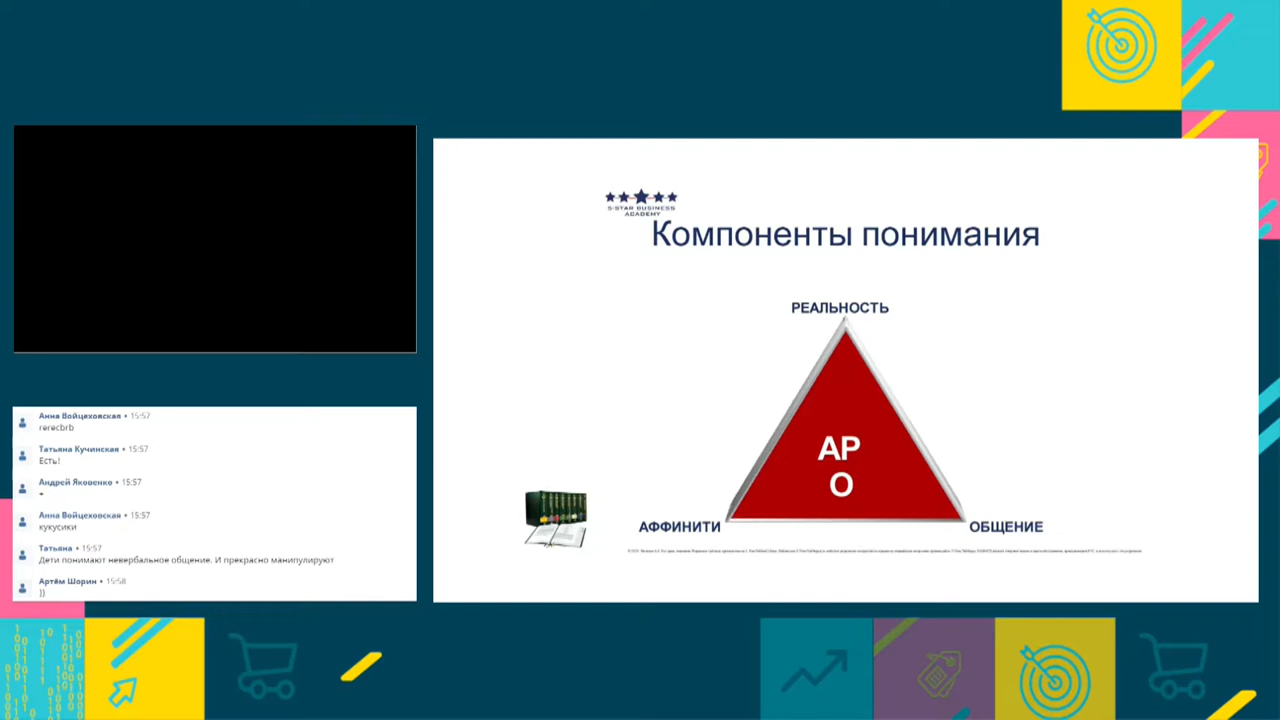 5-STAR BUSINESS
ACADEMY
Компоненты понимания
РЕАЛЬНОСТЬ
АР
О
АФФИНИТИ
ОБЩЕНИЕ
Анна Войцеховская • 15:57
rerecbrb
Татьяна Кучинская • 15:57
Есть!
Андрей Яковенко • 15:57
Анна Войцеховская • 15:57
кукусики
Татьяна • 15:57
Дети понимают невербальное общение. И прекрасно манипулируют
Артём Шорин • 15:58
))